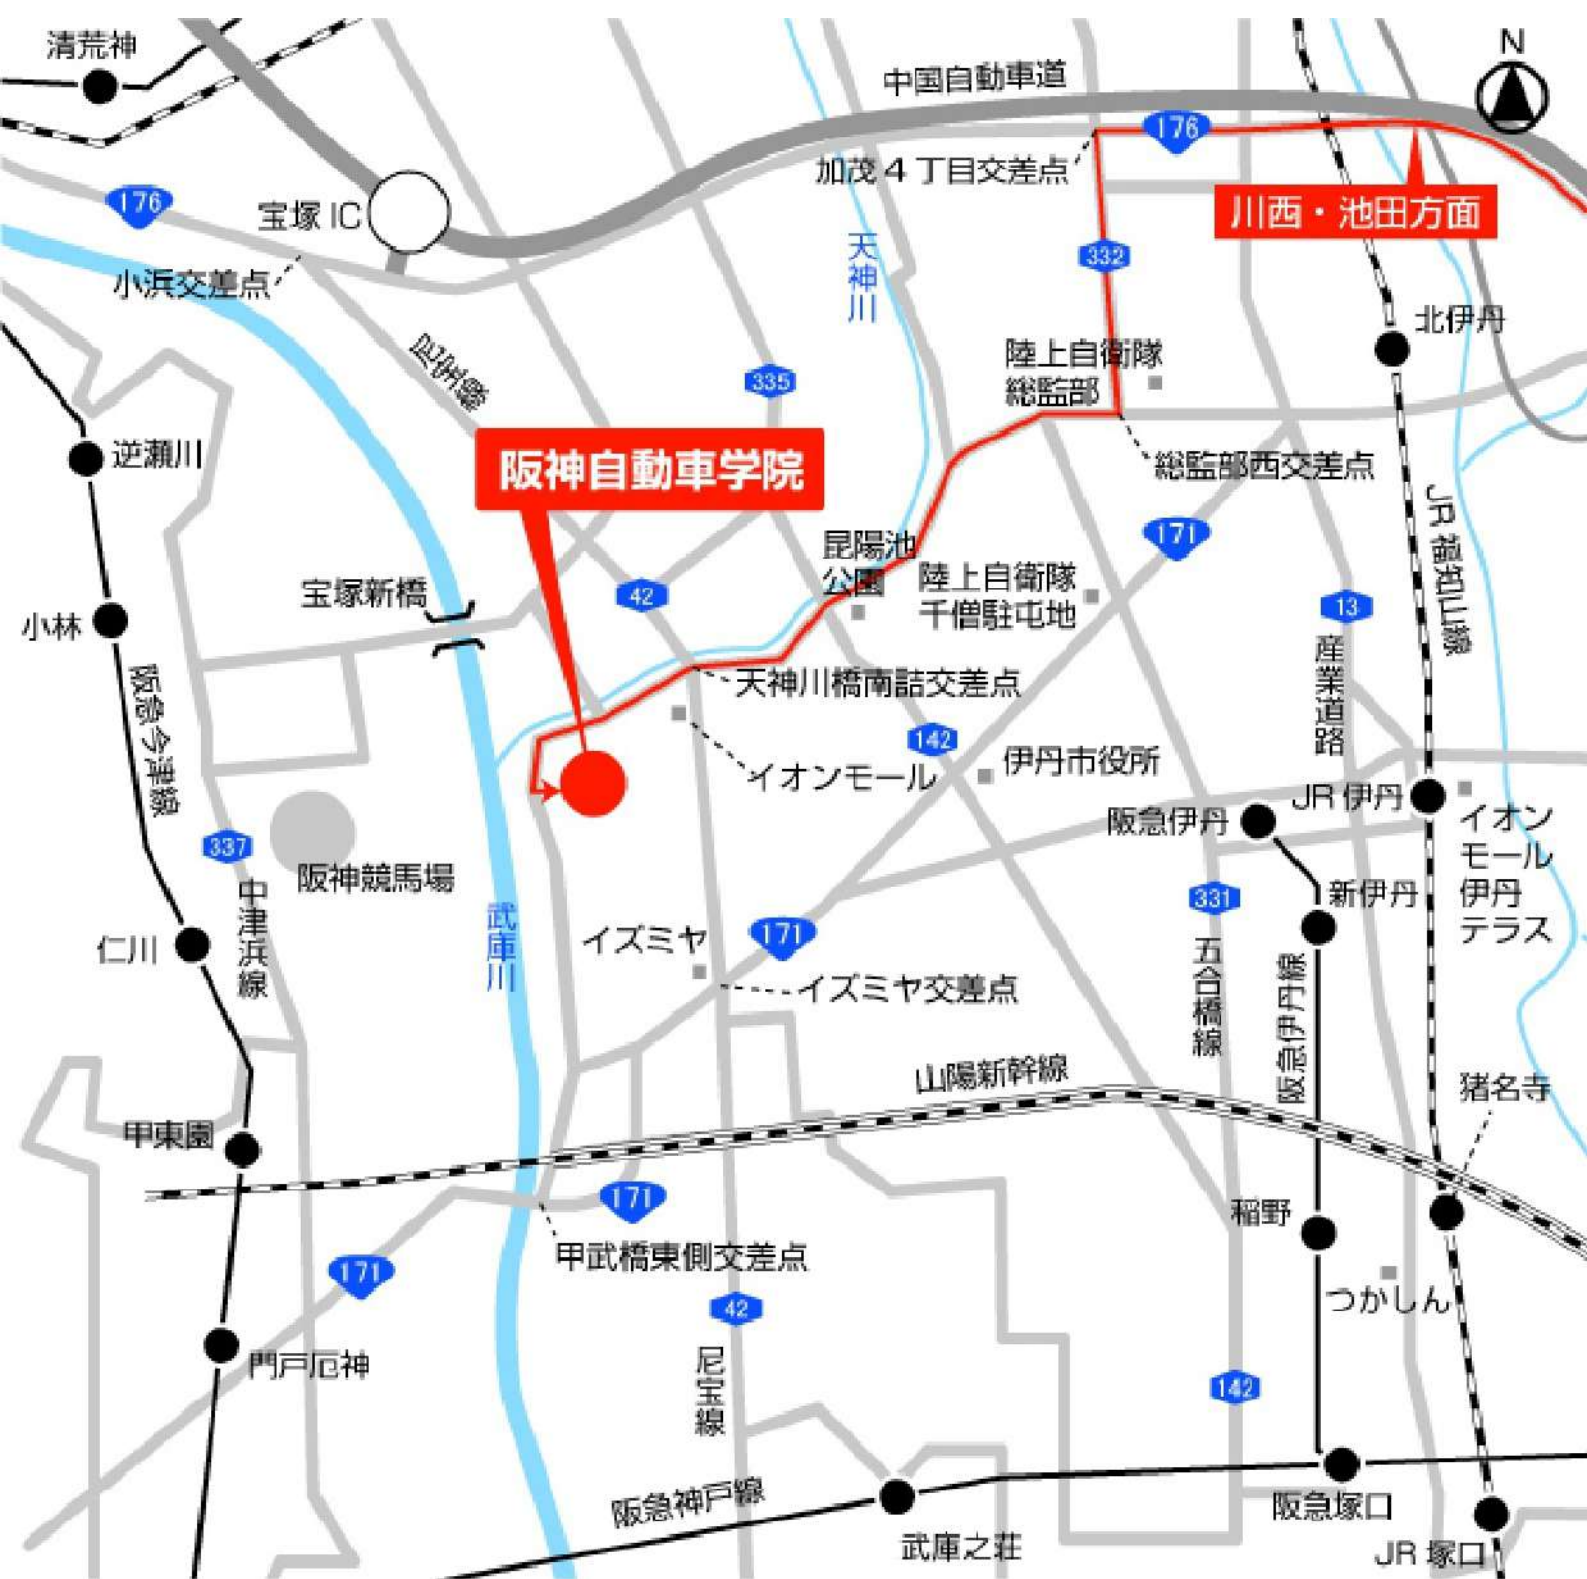 清荒神
N
中国自動車道
176
加茂4丁目交差点
176
宝塚IC
川西・池田方面
小浜交差点
天神川
332
北伊丹
尼宝線
陸上自衛隊
総監部
335
逆瀬川
阪神自動車学院
総監部西交差点
JR福知山線
171
昆陽池
公園
陸上自衛隊
千僧駐屯地
宝塚新橋
42
13
小林
産業道路
阪急今津線
天神川橋南詰交差点
142
イオンモール
伊丹市役所
JR伊丹
阪急伊丹
イオン
モール
伊丹
テラス
337
阪神競馬場
中津浜線
新伊丹
331
武庫川
イズミヤ
171
仁川
五合橋線
阪急伊丹線
イズミヤ交差点
山陽新幹線
猪名寺
甲東園
171
稲野
甲武橋東側交差点
171
つかしん
42
門戸厄神
尼宝線
142
阪急神戸線
武庫之荘
阪急塚口
JR塚口